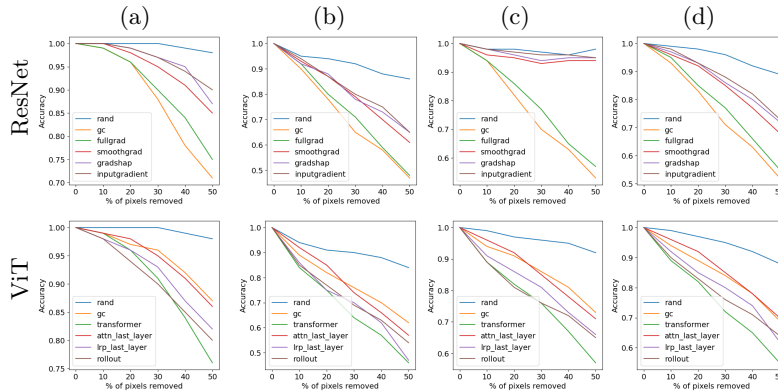 (a) (b) (c) (d)
ResNet
Accuracy
1.00
0.95
0.90
0.85
0.80
0.75
0.70
rand
gc
fullgrad
smoothgrad
gradshap
inputgradient
0 10 20 30 40 50
% of pixels removed
Accuracy
1.0
0.9
0.8
0.7
0.6
0.5
rand
gc
fullgrad
smoothgrad
gradshap
inputgradient
0 10 20 30 40 50
% of pixels removed
Accuracy
1.0
0.9
0.8
0.7
0.6
rand
gc
fullgrad
smoothgrad
gradshap
inputgradient
0 10 20 30 40 50
% of pixels removed
Accuracy
1.0
0.9
0.8
0.7
0.6
0.5
rand
gc
fullgrad
smoothgrad
gradshap
inputgradient
0 10 20 30 40 50
% of pixels removed
ViT
Accuracy
1.00
0.95
0.90
0.85
0.80
0.75
rand
gc
transformer
attn_last_layer
lrp_last_layer
rollout
0 10 20 30 40 50
% of pixels removed
Accuracy
1.0
0.9
0.8
0.7
0.6
0.5
rand
gc
transformer
attn_last_layer
lrp_last_layer
rollout
0 10 20 30 40 50
% of pixels removed
Accuracy
1.0
0.9
0.8
0.7
0.6
rand
gc
transformer
attn_last_layer
lrp_last_layer
rollout
0 10 20 30 40 50
% of pixels removed
Accuracy
1.0
0.9
0.8
0.7
0.6
rand
gc
transformer
attn_last_layer
lrp_last_layer
rollout
0 10 20 30 40 50
% of pixels removed